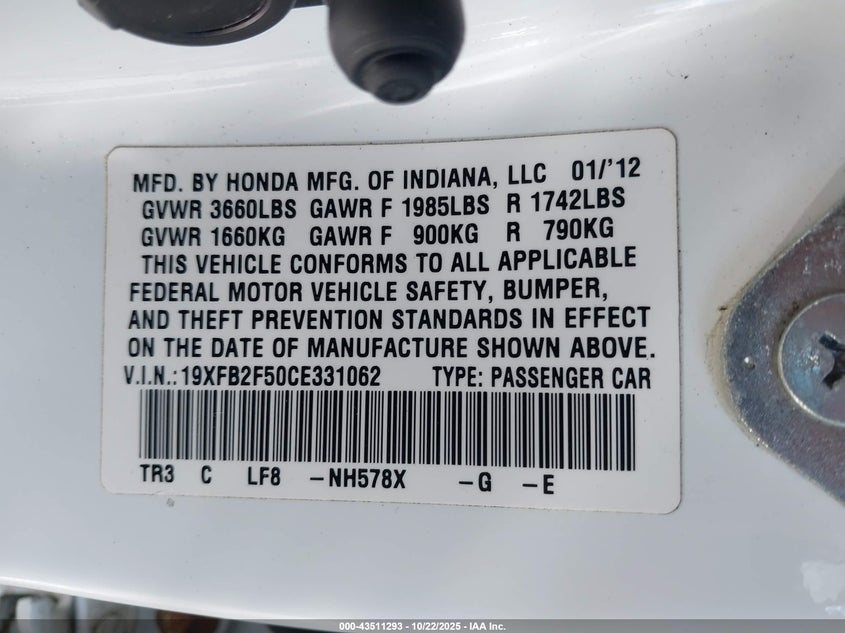 MFD. BY HONDA MFG. OF INDIANA, LLC 01/'12
GVWR 3660LBS GAWR F 1985LBS R 1742LBS
GVWR 1660KG GAWR F 900KG R 790KG
THIS VEHICLE CONFORMS TO ALL APPLICABLE
FEDERAL MOTOR VEHICLE SAFETY, BUMPER,
AND THEFT PREVENTION STANDARDS IN EFFECT
ON THE DATE OF MANUFACTURE SHOWN ABOVE.
V.I.N.:19XFB2F50CE331062 TYPE: PASSENGER CAR
TR3 C LF8 -NH578X -G -E
000-43511293 - 10/22/2025 - IAA Inc.